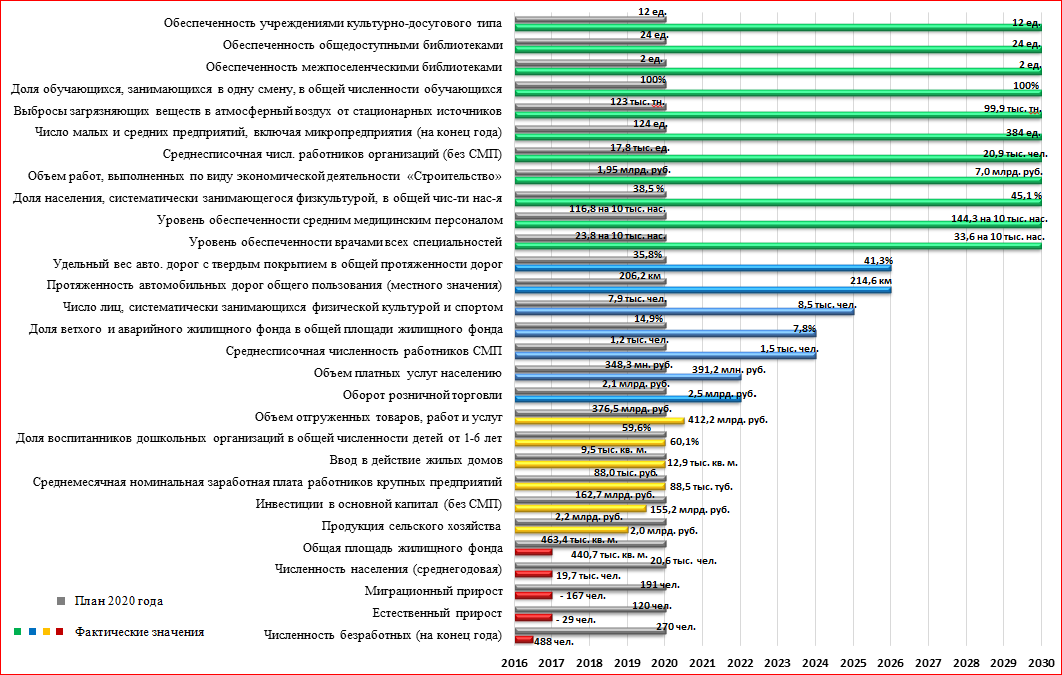 Обеспеченность учреждениями культурно-досугового типа 12 ед. 12 ед.
Обеспеченность общедоступными библиотеками 24 ед. 24 ед.
Обеспеченность межпоселенческими библиотеками 2 ед. 2 ед.
Доля обучающихся, занимающихся в одну смену, в общей численности обучающихся 100% 100%
Выбросы загрязняющих веществ в атмосферный воздух от стационарных источников 123 тыс. тн. 99,9 тыс. тн.
Число малых и средних предприятий, включая микропредприятия (на конец года) 124 ед. 384 ед.
Среднесписочная числ. работников организаций (без СМП) 17,8 тыс. ед. 20,9 тыс. чел.
Объем работ, выполненных по виду экономической деятельности «Строительство» 1,95 млрд. руб. 7,0 млрд. руб.
Доля населения, систематически занимающегося физкультурой, в общей чис-ти нас-я 38,5 % 45,1 %
Уровень обеспеченности средним медицинским персоналом 116,8 на 10 тыс. нас. 144,3 на 10 тыс. нас.
Уровень обеспеченности врачами всех специальностей 23,8 на 10 тыс. нас. 33,6 на 10 тыс. нас.
Удельный вес авто. дорог с твердым покрытием в общей протяженности дорог 35,8% 41,3%
Протяженность автомобильных дорог общего пользования (местного значения) 206,2 км 214,6 км
Число лиц, систематически занимающихся физической культурой и спортом 7,9 тыс. чел. 8,5 тыс. чел.
Доля ветхого и аварийного жилищного фонда в общей площади жилищного фонда 14,9% 7,8%
Среднесписочная численность работников СМП 1,2 тыс. чел. 1,5 тыс. чел.
Объем платных услуг населению 348,3 мн. руб. 391,2 млн. руб.
Оборот розничной торговли 2,1 млрд. руб. 2,5 млрд. руб.
Объем отгруженных товаров, работ и услуг 376,5 млрд. руб. 412,2 млрд. руб.
Доля воспитанников дошкольных организаций в общей численности детей от 1-6 лет 59,6% 60,1%
Ввод в действие жилых домов 9,5 тыс. кв. м. 12,9 тыс. кв. м.
Среднемесячная номинальная заработная плата работников крупных предприятий 88,0 тыс. руб. 88,5 тыс. туб.
Инвестиции в основной капитал (без СМП) 162,7 млрд. руб. 155,2 млрд. руб.
Продукция сельского хозяйства 2,2 млрд. руб. 2,0 млрд. руб.
Общая площадь жилищного фонда 463,4 тыс. кв. м. 440,7 тыс. кв. м.
Численность населения (среднегодовая) 20,6 тыс. чел. 19,7 тыс. чел.
Миграционный прирост 191 чел. - 167 чел.
Естественный прирост 120 чел. - 29 чел.
Численность безработных (на конец года) 270 чел. 488 чел.
План 2020 года
Фактические значения
2016 2017 2018 2019 2020 2021 2022 2023 2024 2025 2026 2027 2028 2029 2030